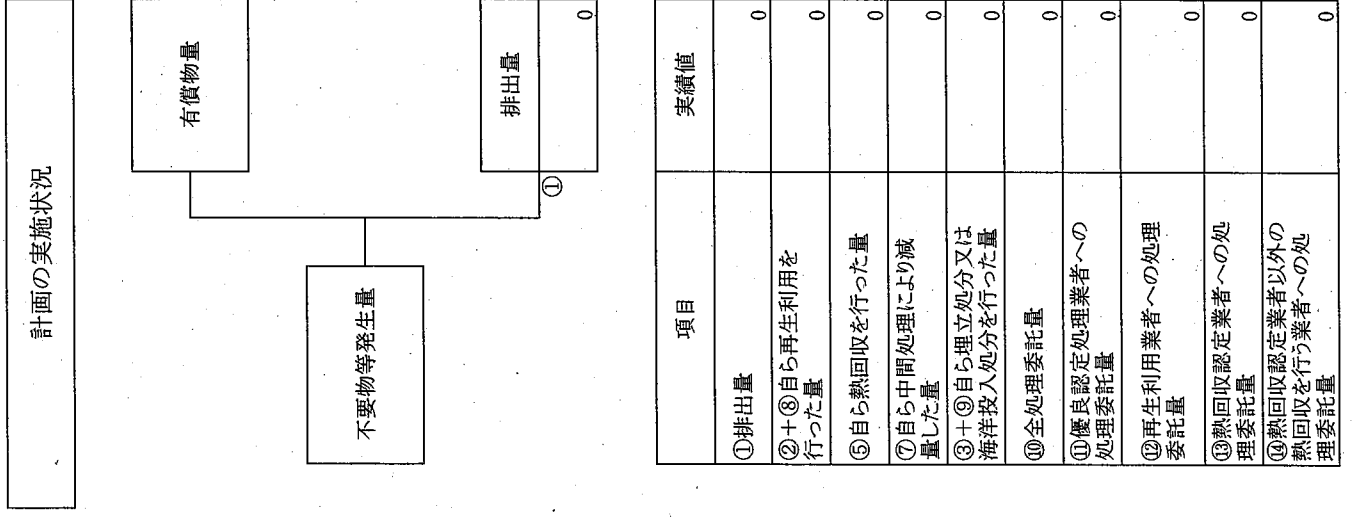 計画の実施状況
有償物量
不要物等発生量
排出量
①
0
項目
実績値
①排出量
0
②+⑧自ら再生利用を
行った量
0
⑤自ら熱回収を行った量
0
⑦自ら中間処理により減
量した量
0
③+⑨自ら埋立処分又は
海洋投入処分を行った量
0
⑩全処理委託量
0
⑪優良認定処理業者への
処理委託量
0
⑫再生利用業者への処理
委託量
0
⑬熱回収認定業者への処
理委託量
0
⑭熱回収認定業者以外の
熱回収を行う業者への処
理委託量
0